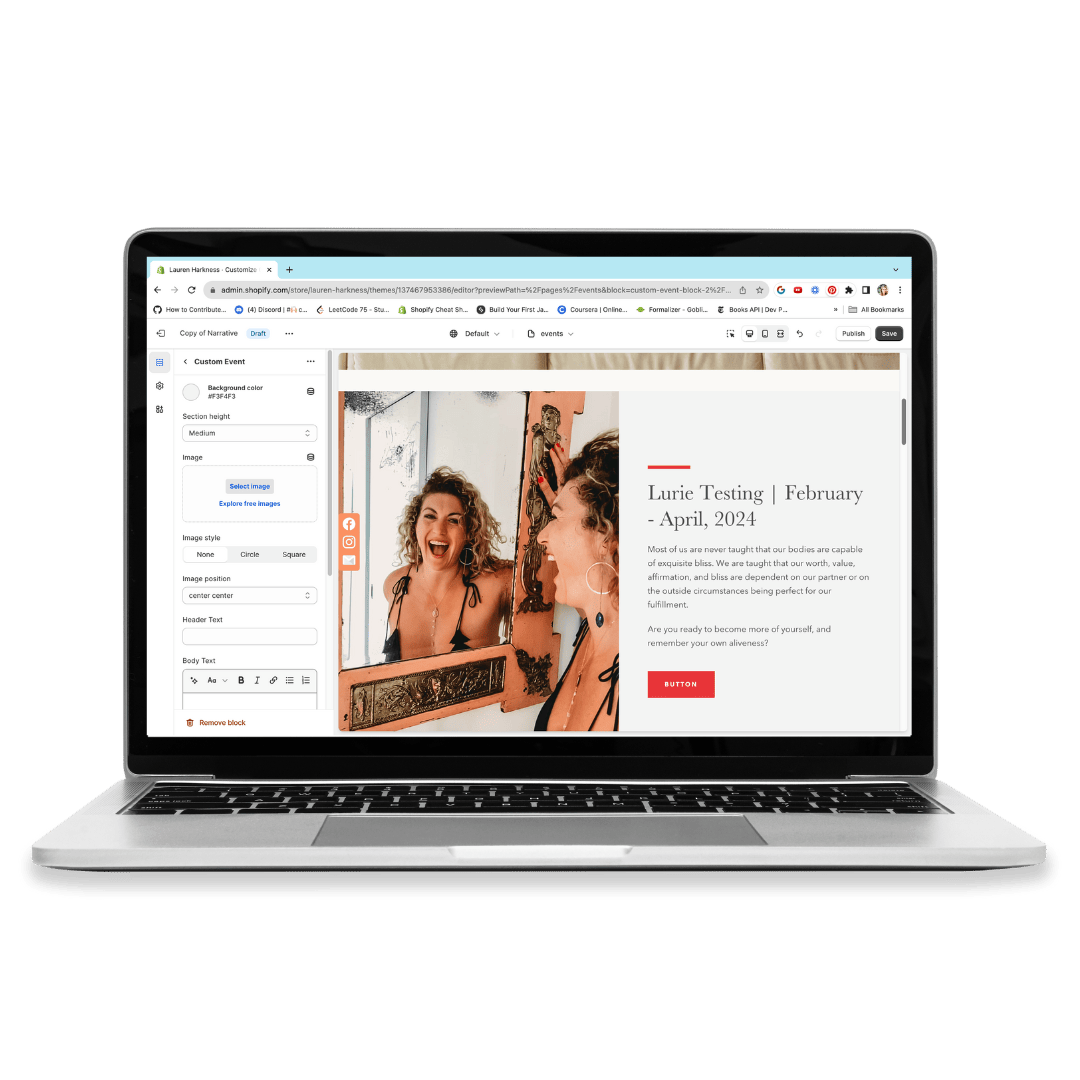 Lauren Harkness · Customize
admin.shopify.com/store/lauren-harkness/themes/137467953386/editor?previewPath=%2Fpages%2Fevents&block=custom-event-block-2%2F...
How to Contribute... (4) Discord | LeetCode 75 - Stu... Shopify Cheat Sh... Build Your First Ja... Coursera | Online... Formalizer - Gobli... Books API | Dev P... » All Bookmarks
Copy of Narrative Draft ... Default events Publish Save
Custom Event ...
Background color
#F3F4F3
Section height
Medium
Image
Select image
Explore free images
Image style
None Circle Square
Image position
center center
Header Text
Body Text
Aa B I
Remove block
Lurie Testing | February
- April, 2024
Most of us are never taught that our bodies are capable
of exquisite bliss. We are taught that our worth, value,
affirmation, and bliss are dependent on our partner or on
the outside circumstances being perfect for our
fulfillment.
Are you ready to become more of yourself, and
remember your own aliveness?
BUTTON